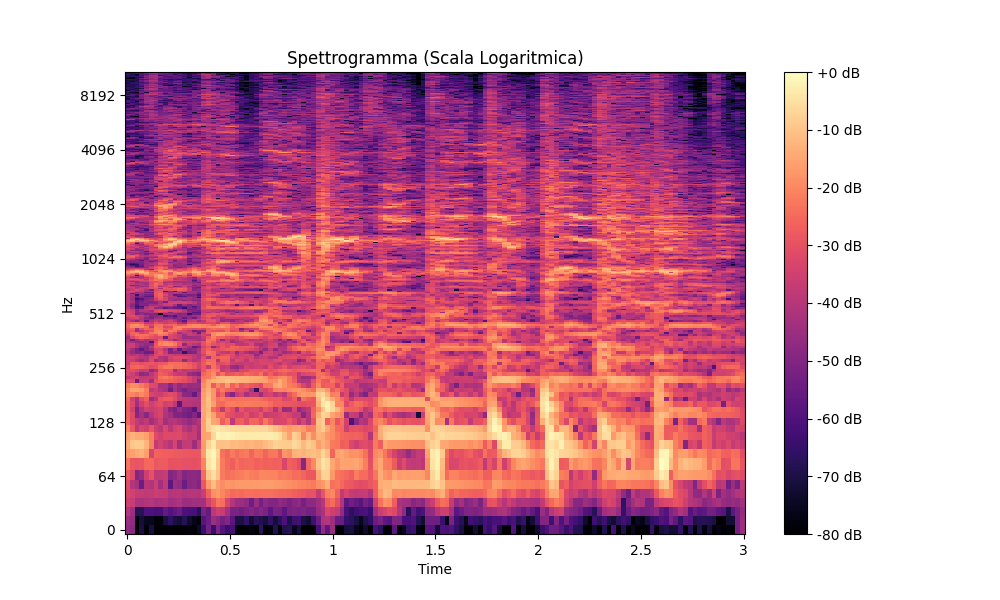 Spettrogramma (Scala Logaritmica)
8192
4096
2048
1024
512
256
128
64
0
Hz
0
0.5
1
1.5
2
2.5
3
Time
+0 dB
-10 dB
-20 dB
-30 dB
-40 dB
-50 dB
-60 dB
-70 dB
-80 dB